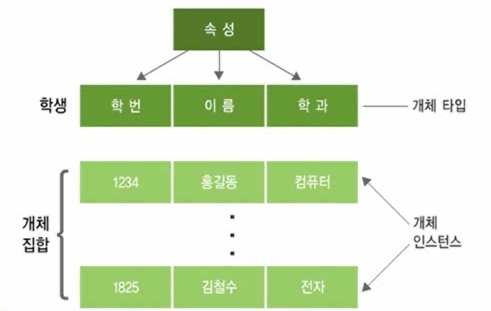 속 성
학생 학 번 이 름 학 과 개체 타입
1234 홍길동 컴퓨터
개체
집합
개체
인스턴스
1825 김철수 전자